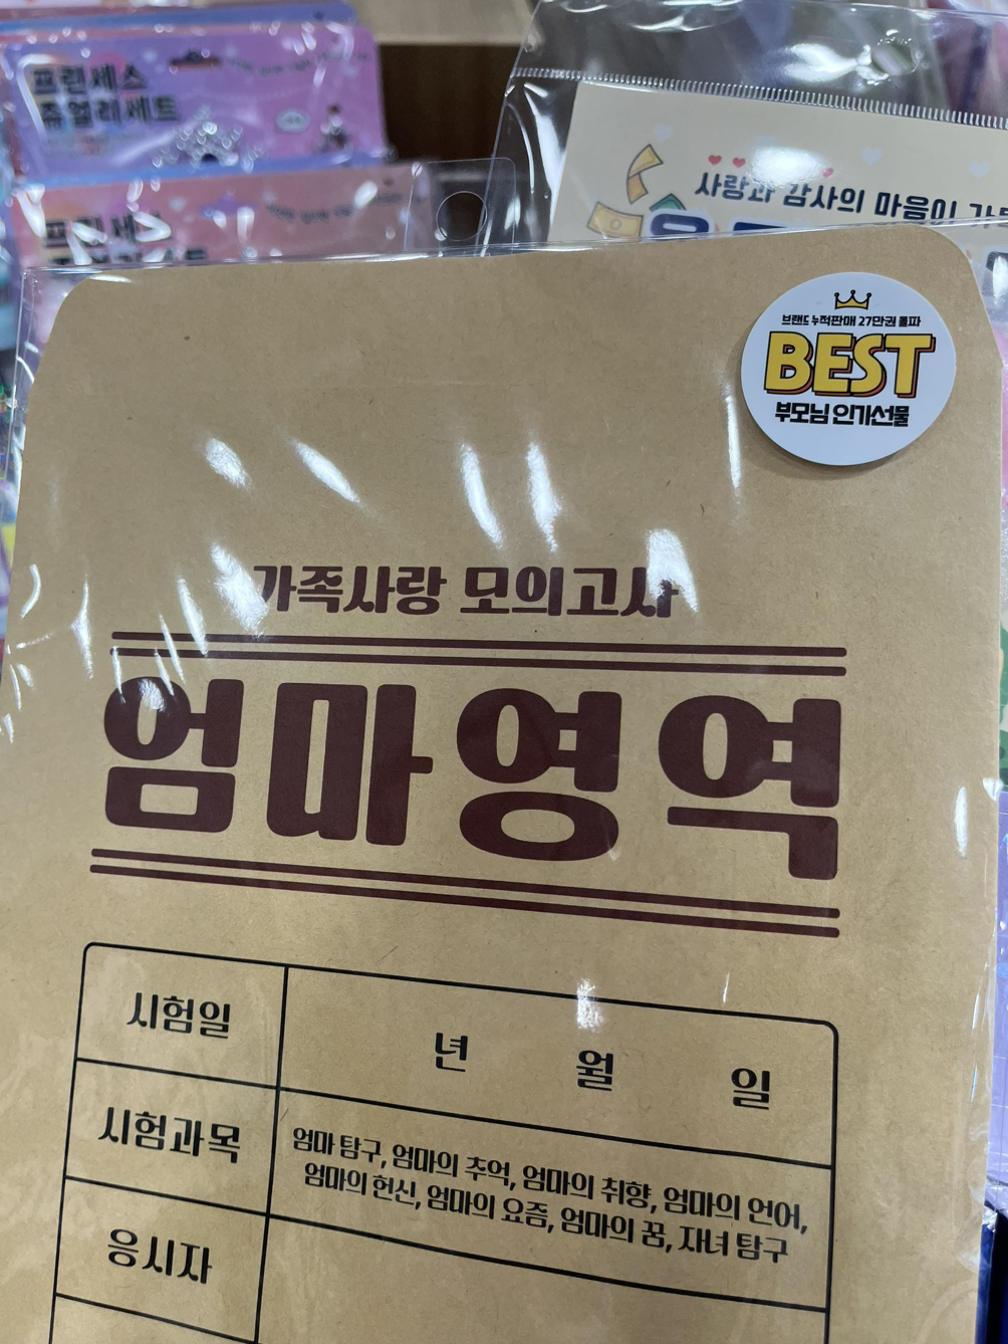 프린세스
쥬얼리세트
프린세스
사랑과 감사의 마음이
브랜드 누적판매 27만권 돌파
BEST
부모님 인기선물
가족사랑 모의고사
엄마영역
시험일
년 월 일
시험과목
엄마 탐구, 엄마의 추억, 엄마의 취향, 엄마의 언어,
엄마의 헌신, 엄마의 요즘, 엄마의 꿈, 자녀 탐구
응시자